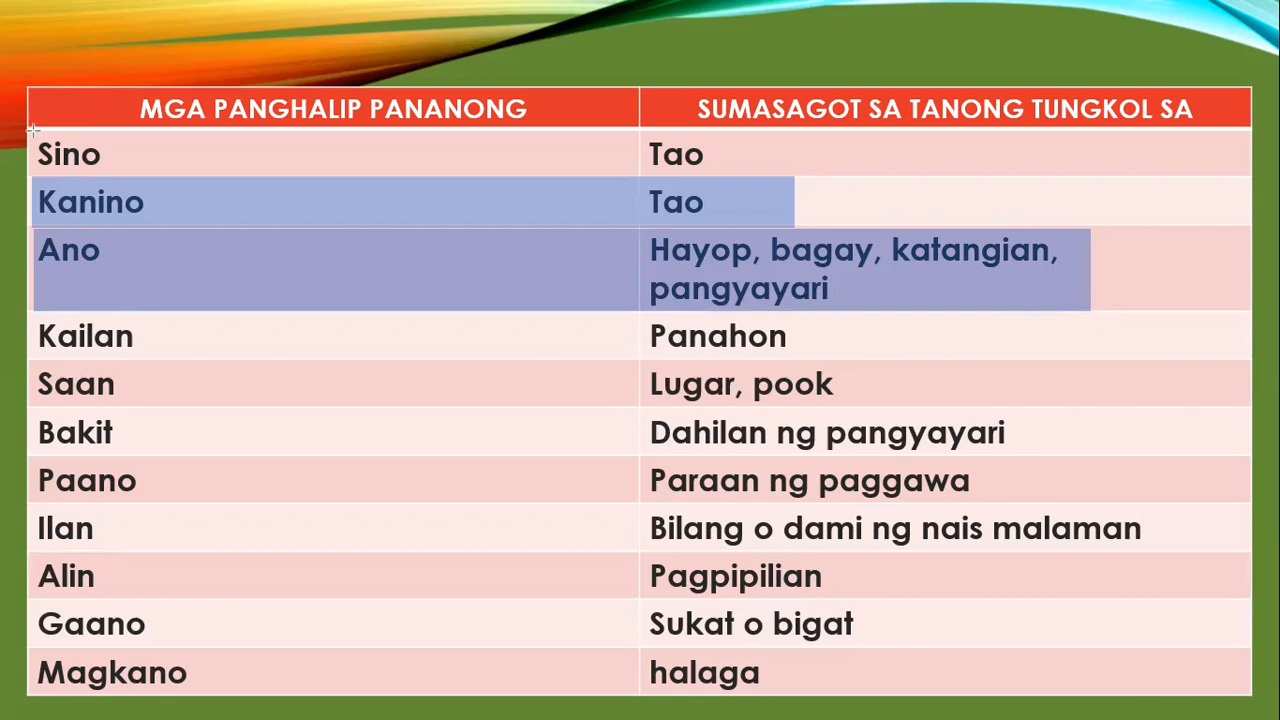 MGA PANGHALIP PANANONG SUMASAGOT SA TANONG TUNGKOL SA
Sino Tao
Kanino Tao
Ano Hayop, bagay, katangian,
pangyayari
Kailan Panahon
Saan Lugar, pook
Bakit Dahilan ng pangyayari
Paano Paraan ng paggawa
Ilan Bilang o dami ng nais malaman
Alin Pagpipilian
Gaano Sukat o bigat
Magkano halaga